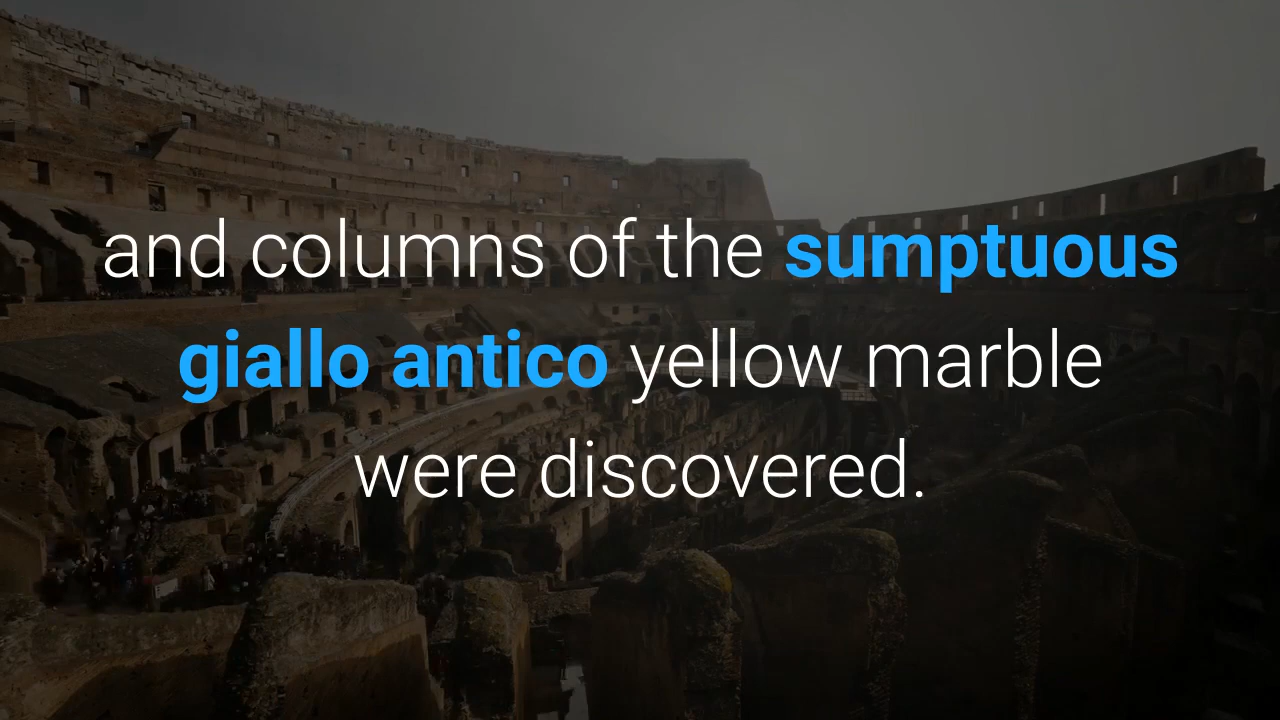 and columns of the sumptuous
giallo antico yellow marble
were discovered.